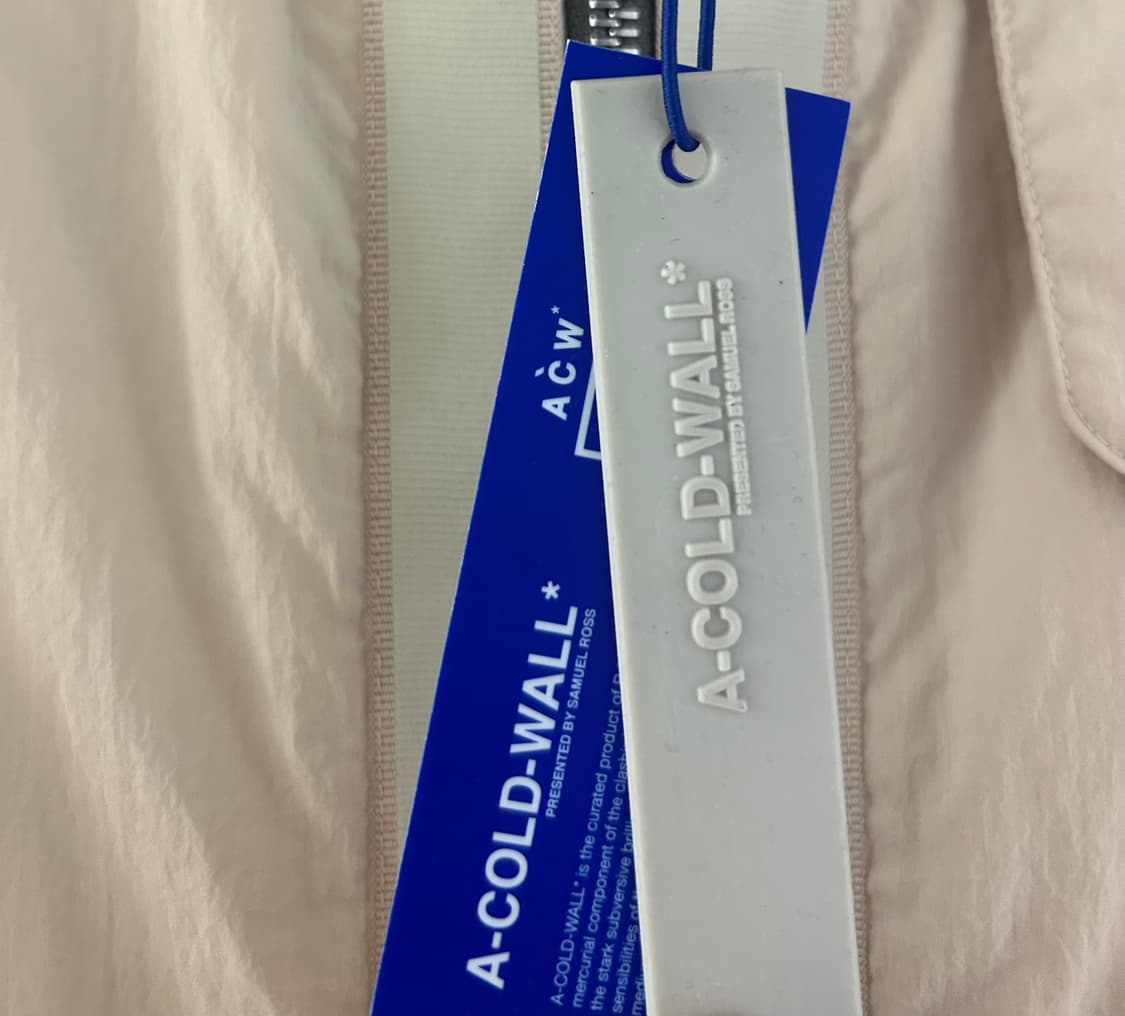 A C̀ W*
A-COLD-WALL*
PRESENTED BY SAMUEL ROSS
A-COLD-WALL* is the curated product of
mercurial component of the
the stark subversive
sensibilities of
A-COLD-WALL*
PRESENTED BY SAMUEL ROSS